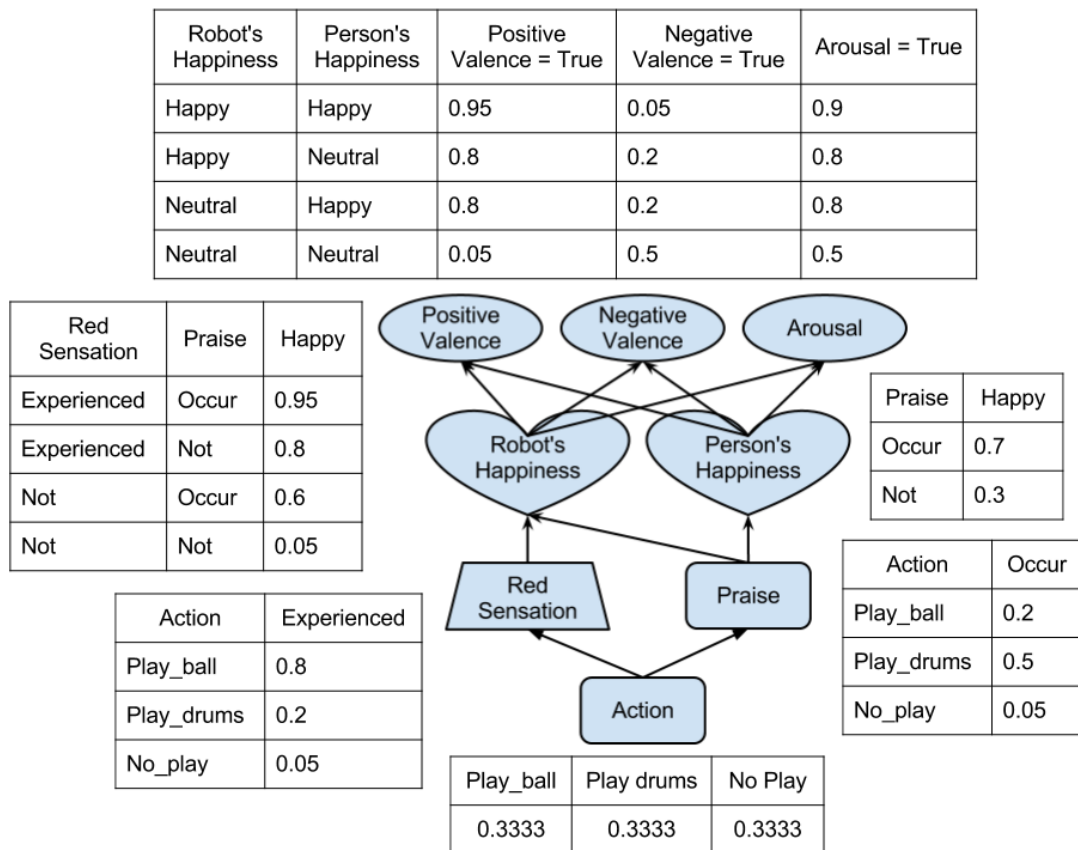 Robot's Happiness Person's Happiness Positive Valence = True Negative Valence = True Arousal = True
Happy Happy 0.95 0.05 0.9
Happy Neutral 0.8 0.2 0.8
Neutral Happy 0.8 0.2 0.8
Neutral Neutral 0.05 0.5 0.5
Red Sensation Praise Happy
Experienced Occur 0.95
Experienced Not 0.8
Not Occur 0.6
Not Not 0.05
Positive Valence
Negative Valence
Arousal
Robot's Happiness
Person's Happiness
Praise Happy
Occur 0.7
Not 0.3
Red Sensation
Praise
Action Occur
Play_ball 0.2
Play_drums 0.5
No_play 0.05
Action Experienced
Play_ball 0.8
Play_drums 0.2
No_play 0.05
Action
Play_ball Play drums No Play
0.3333 0.3333 0.3333